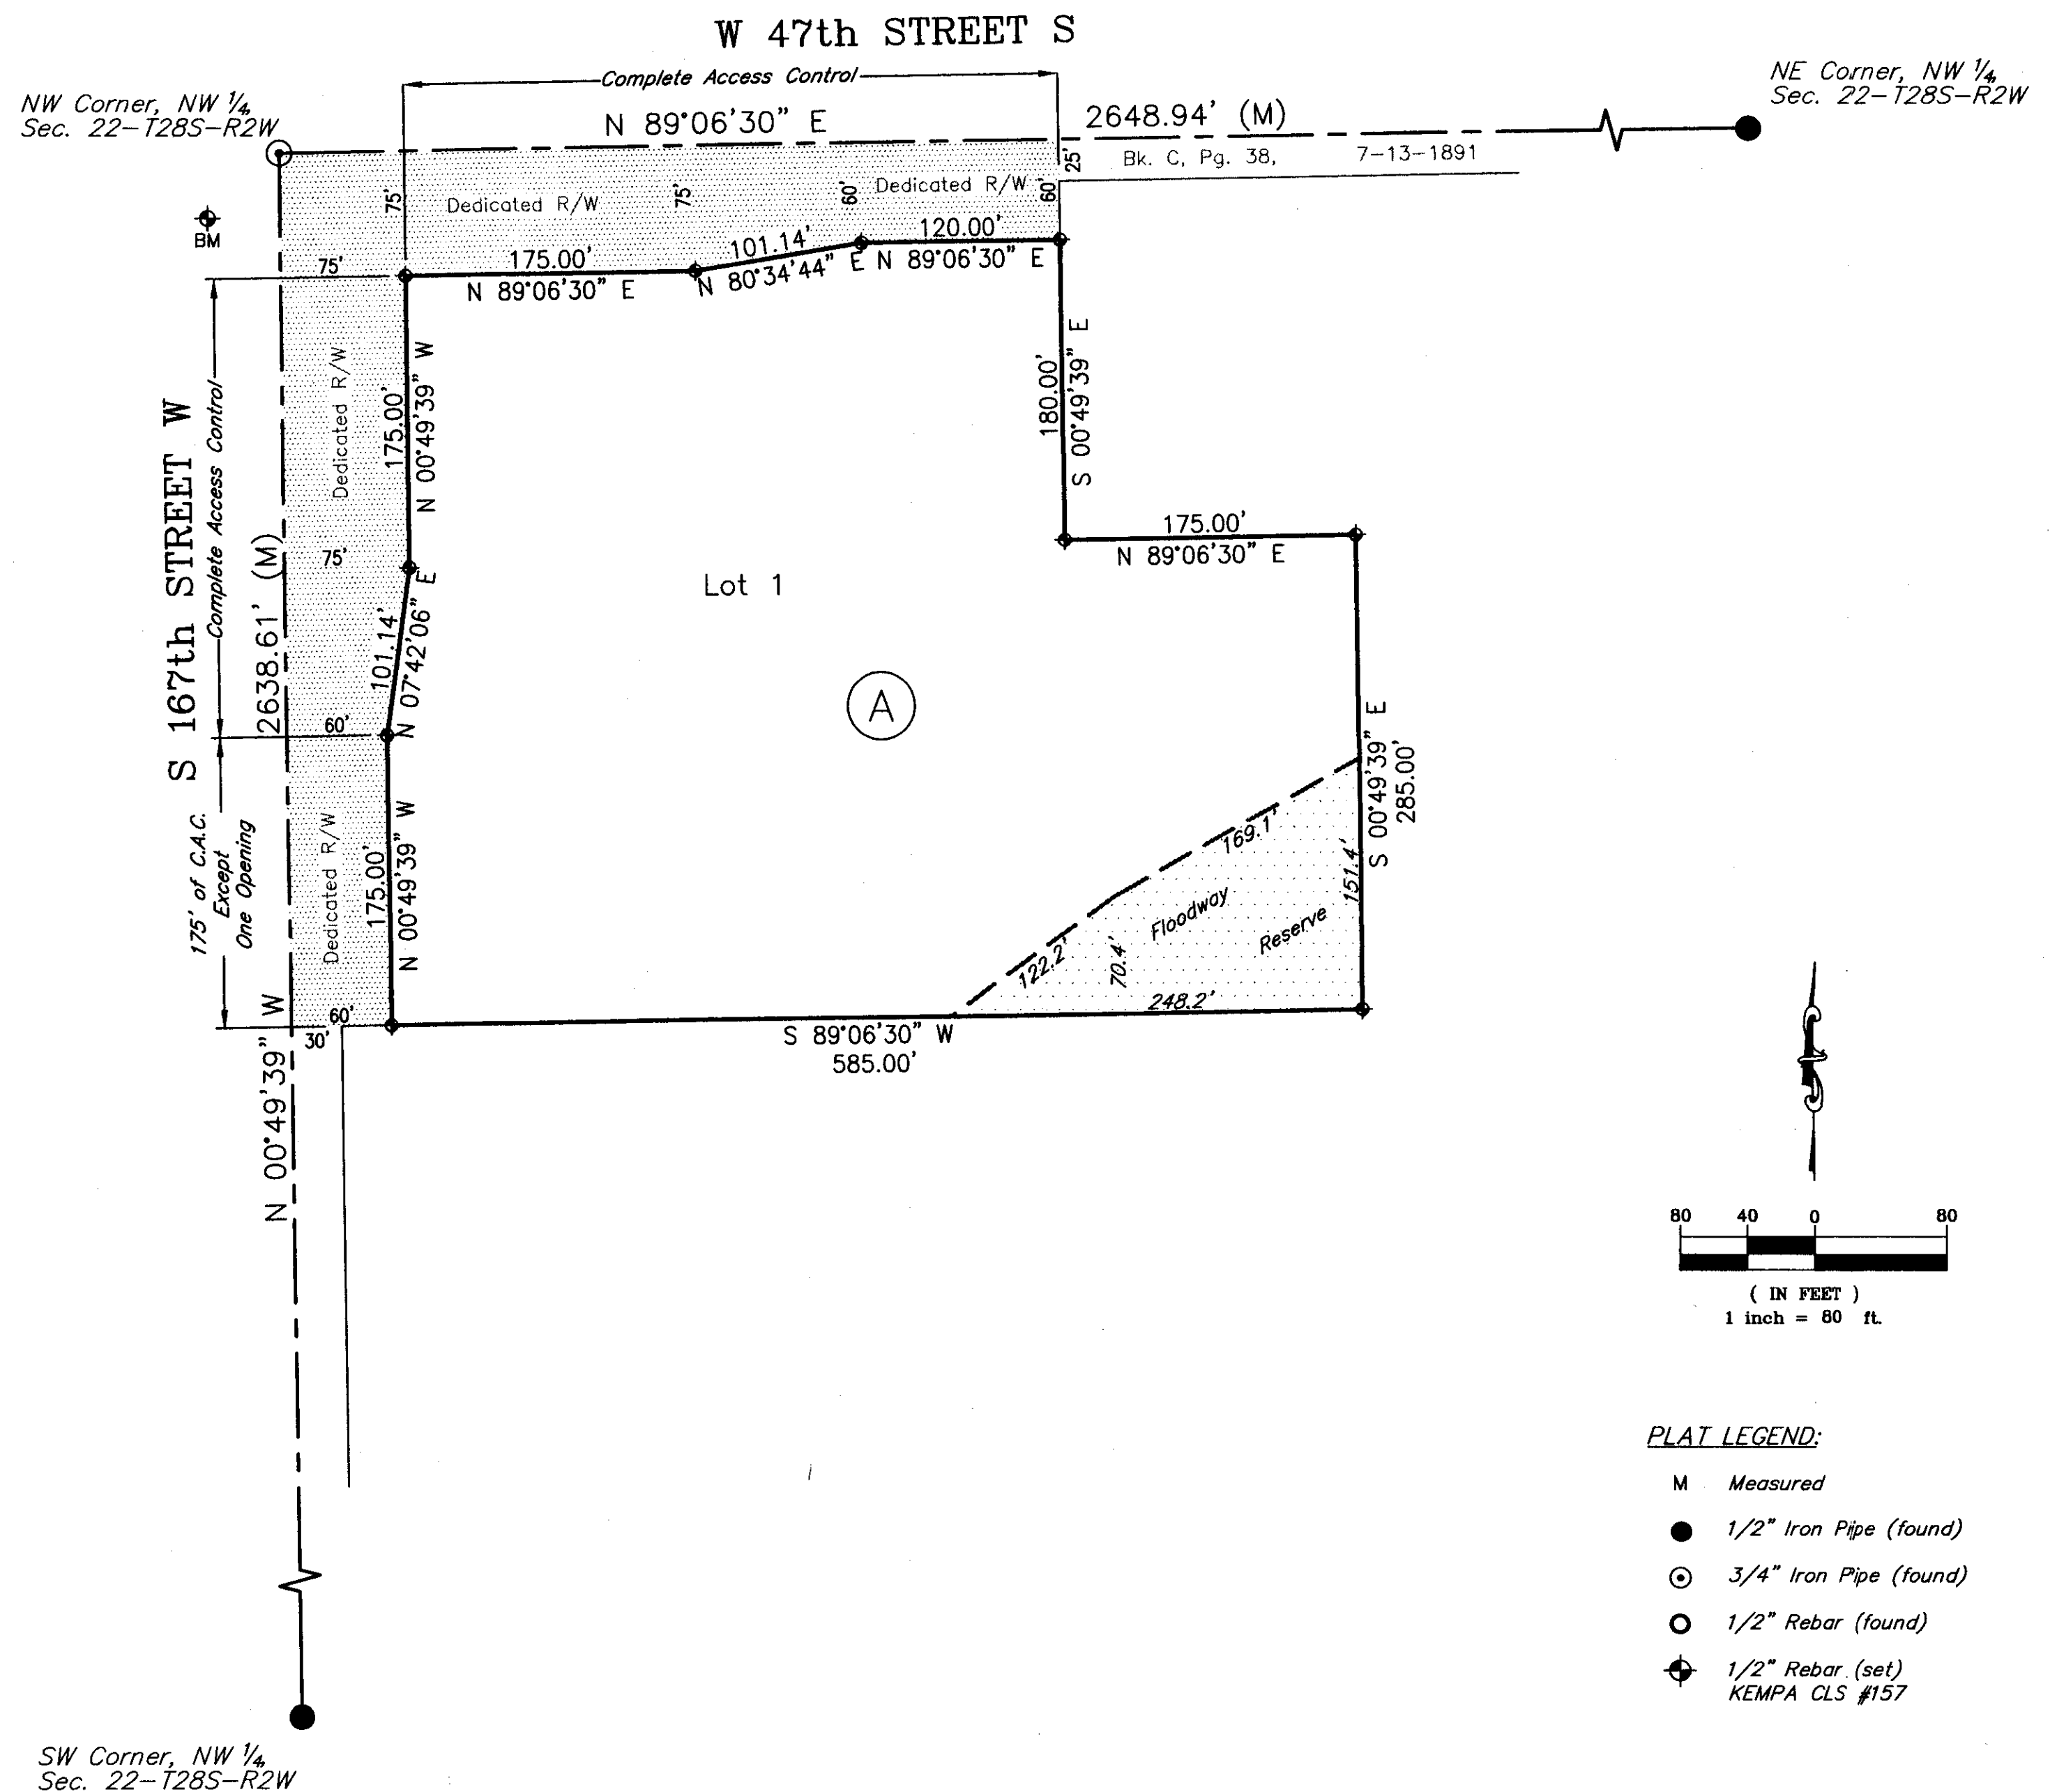 W 47th STREET S
Complete Access Control
NW Corner, NW 1/4,
Sec. 22-T28S-R2W
N 89°06'30" E
2648.94' (M)
NE Corner, NW 1/4,
Sec. 22-T28S-R2W
Bk. C, Pg. 38,
7-13-1891
25'
75'
Dedicated R/W
75'
60'
Dedicated R/W
60'
BM
75'
175.00'
N 89°06'30" E
101.14'
N 80°34'44" E
120.00'
N 89°06'30" E
S 167th STREET W
Complete Access Control
2638.61' (M)
Dedicated R/W
175.00'
N 00°49'39" W
180.00'
S 00°49'39" E
175.00'
N 89°06'30" E
75'
Lot 1
101.14'
N 07°42'06" E
60'
A
S 00°49'39" E
285.00'
175' of C.A.C.
Except
One Opening
Dedicated R/W
175.00'
N 00°49'39" W
169.1'
151.4'
Floodway
Reserve
122.2'
70.4'
248.2'
60'
30'
S 89°06'30" W
585.00'
N 00°49'39" W
80 40 0 80
( IN FEET )
1 inch = 80 ft.
PLAT LEGEND:
M Measured
1/2" Iron Pipe (found)
3/4" Iron Pipe (found)
1/2" Rebar (found)
1/2" Rebar (set)
KEMPA CLS #157
SW Corner, NW 1/4,
Sec. 22-T28S-R2W